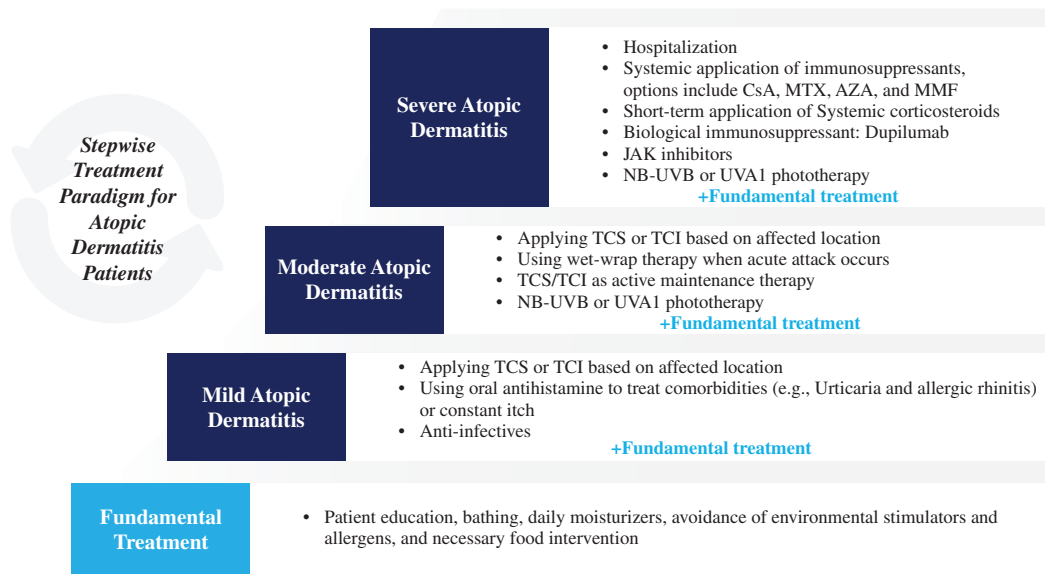 Stepwise
Treatment
Paradigm for
Atopic
Dermatitis
Patients
Severe Atopic
Dermatitis
• Hospitalization
• Systemic application of immunosuppressants,
options include CsA, MTX, AZA, and MMF
• Short-term application of Systemic corticosteroids
• Biological immunosuppressant: Dupilumab
• JAK inhibitors
• NB-UVB or UVA1 phototherapy
+Fundamental treatment
Moderate Atopic
Dermatitis
• Applying TCS or TCI based on affected location
• Using wet-wrap therapy when acute attack occurs
• TCS/TCI as active maintenance therapy
• NB-UVB or UVA1 phototherapy
+Fundamental treatment
Mild Atopic
Dermatitis
• Applying TCS or TCI based on affected location
• Using oral antihistamine to treat comorbidities (e.g., Urticaria and allergic rhinitis)
or constant itch
• Anti-infectives
+Fundamental treatment
Fundamental
Treatment
• Patient education, bathing, daily moisturizers, avoidance of environmental stimulators and
allergens, and necessary food intervention